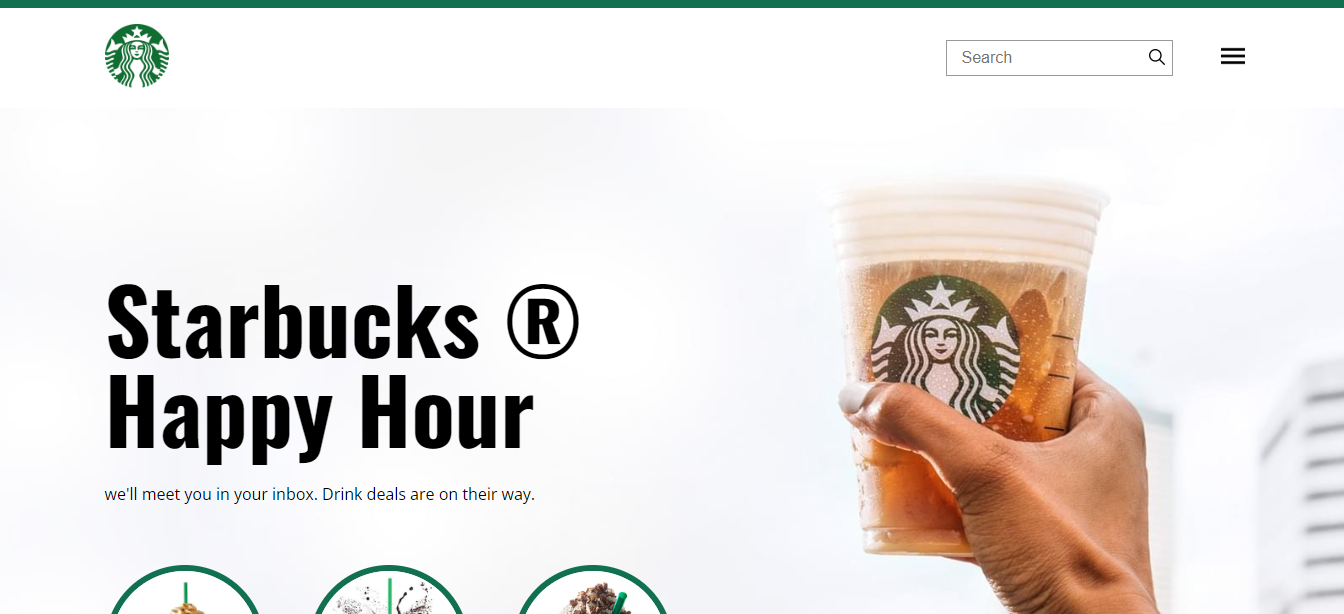 Search
Starbucks ®
Happy Hour
we'll meet you in your inbox. Drink deals are on their way.